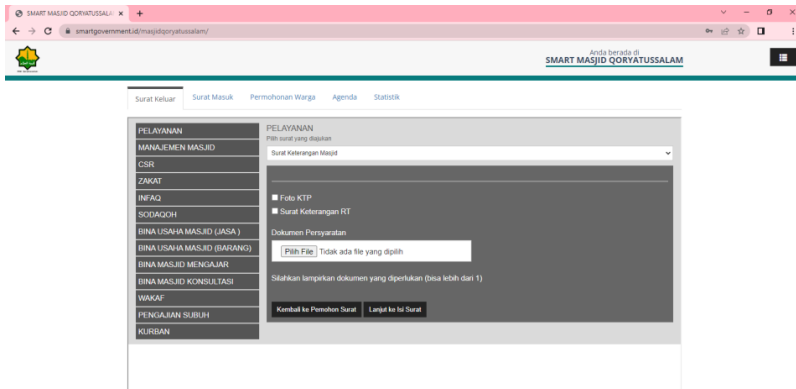 SMART MASJID QORYATUSSALA
smartgovernment.id/masjidqoryatussalam/
Anda berada di
SMART MASJID QORYATUSSALAM
Surat Keluar Surat Masuk Permohonan Warga Agenda Statistik
PELAYANAN
MANAJEMEN MASJID
CSR
ZAKAT
INFAQ
SODAQOH
BINA USAHA MASJID (JASA )
BINA USAHA MASJID (BARANG)
BINA MASJID MENGAJAR
BINA MASJID KONSULTASI
WAKAF
PENGAJIAN SUBUH
KURBAN
PELAYANAN
Pilih surat yang diajukan
Surat Keterangan Masjid
Foto KTP
Surat Keterangan RT
Dokumen Persyaratan
Pilih File Tidak ada file yang dipilih
Silahkan lampirkan dokumen yang diperlukan (bisa lebih dari 1)
Kembali ke Pemohon Surat Lanjut ke Isi Surat